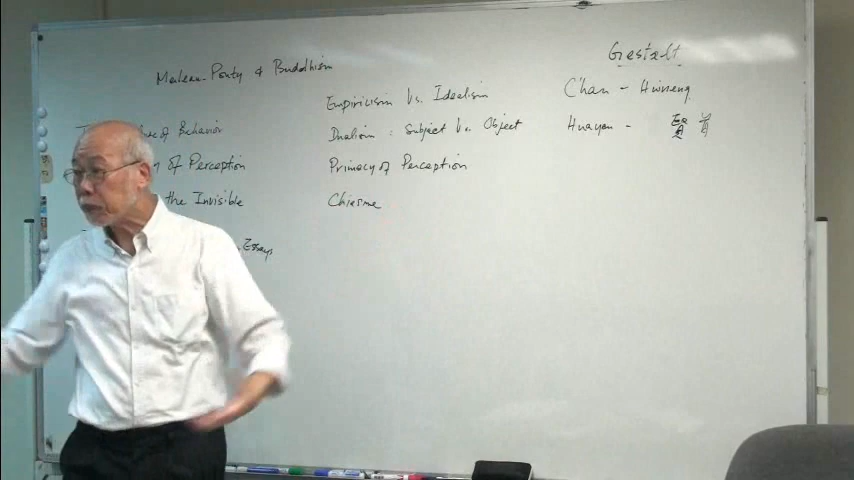 Merleau-Ponty & Buddhism
Gestalt
Empiricism Vs. Idealism
Chan - Huineng
of Behavior
Dualism : Subject Vs. Object
Huayan -
of Perception
Primacy of Perception
the Invisible
Chiasme
Essays